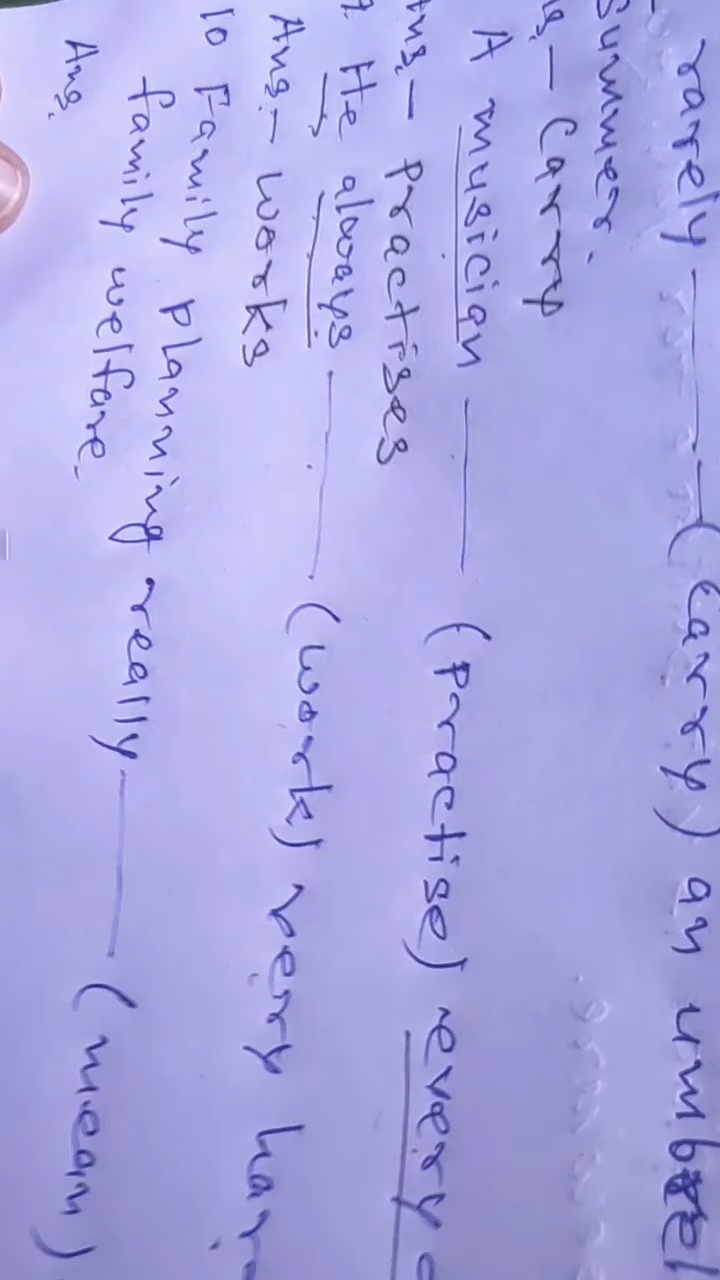 rarely ——— (carry) an umbrel
summer.
s.- Carry
A musician —— (Practise) every
Ans.- Practises
He always —— (work) very har
Ans.- works
10 Family planning really —— (mean)
family welfare.
Ans.